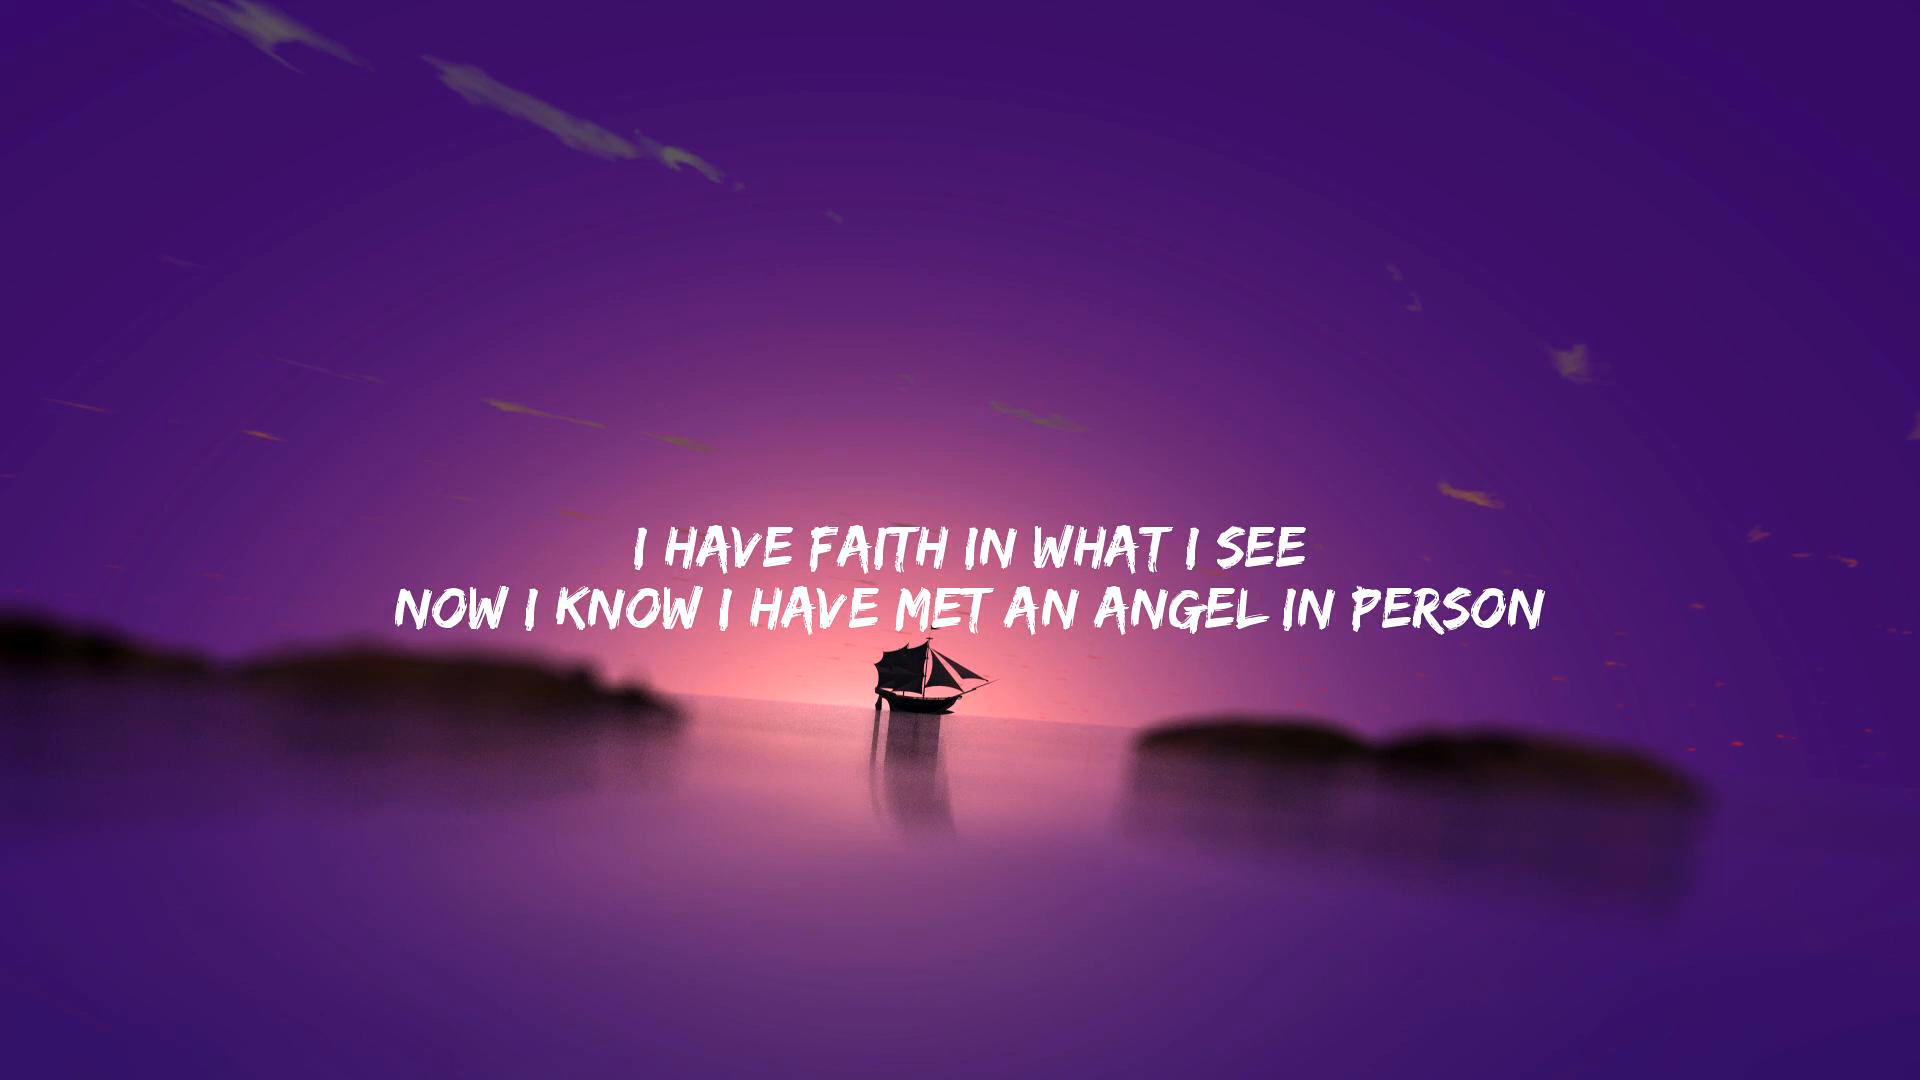 I HAVE FAITH IN WHAT I SEE
NOW I KNOW I HAVE MET AN ANGEL IN PERSON